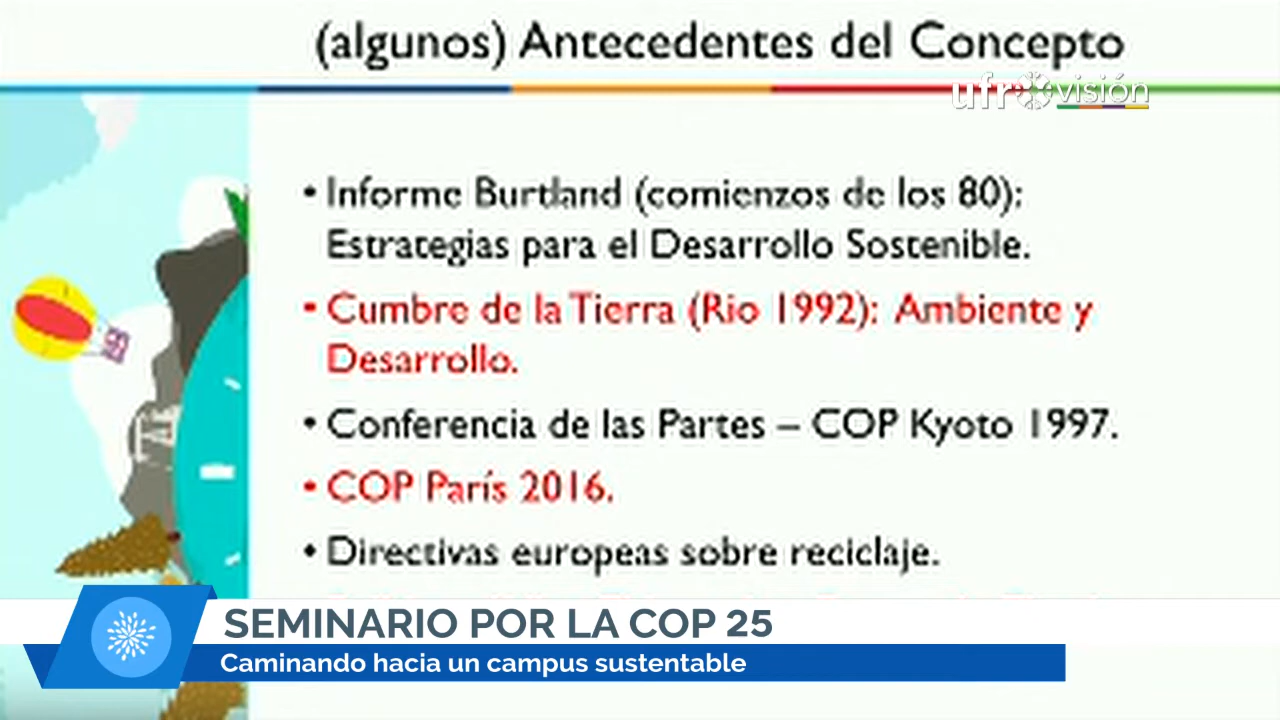 (algunos) Antecedentes del Concepto
ufro visión
• Informe Burtland (comienzos de los 80):
Estrategias para el Desarrollo Sostenible.
• Cumbre de la Tierra (Rio 1992): Ambiente y
Desarrollo.
• Conferencia de las Partes – COP Kyoto 1997.
• COP París 2016.
• Directivas europeas sobre reciclaje.
SEMINARIO POR LA COP 25
Caminando hacia un campus sustentable